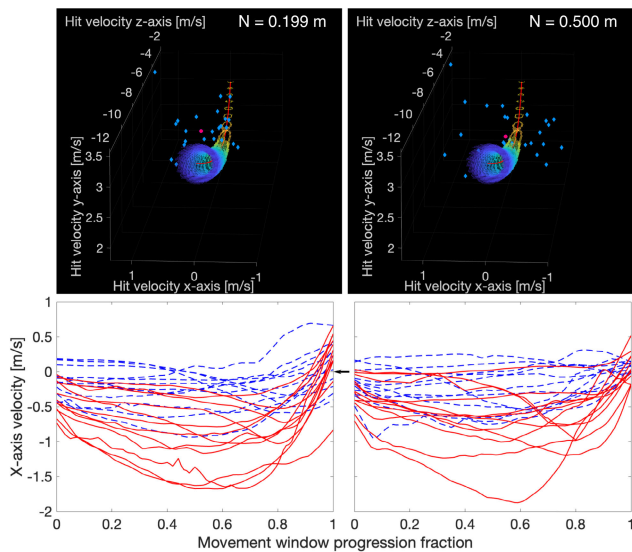 Hit velocity z-axis [m/s] N = 0.199 m
-2
-4
-6
-8
-10
-12
3.5
3
2.5
2
Hit velocity y-axis [m/s]
1 0 -1
Hit velocity x-axis [m/s]
Hit velocity z-axis [m/s] N = 0.500 m
-2
-4
-6
-8
-10
-12
3.5
3
2.5
2
Hit velocity y-axis [m/s]
1 0 -1
Hit velocity x-axis [m/s]
X-axis velocity [m/s]
1
0.5
0
-0.5
-1
-1.5
-2
0 0.2 0.4 0.6 0.8 1 0 0.2 0.4 0.6 0.8 1
Movement window progression fraction